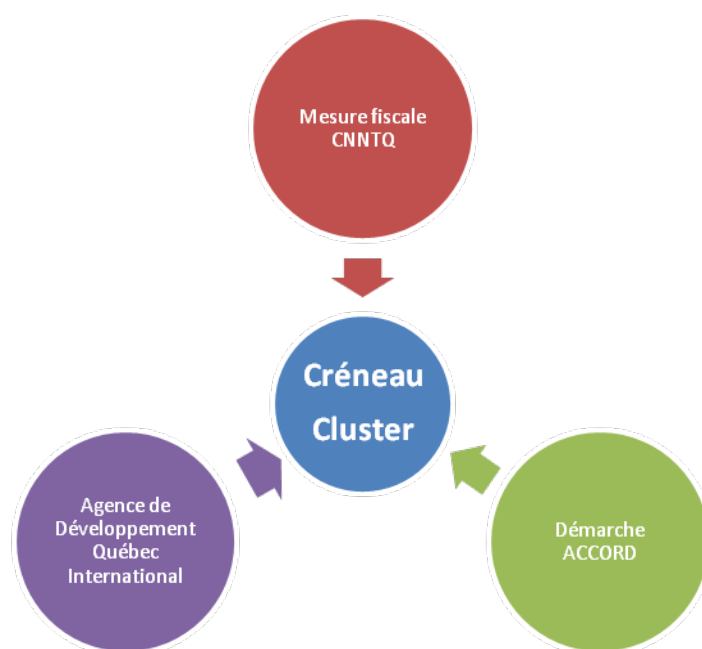 Mesure fiscale
CNNTQ
Créneau
Cluster
Agence de
Développement
Québec
International
Démarche
ACCORD